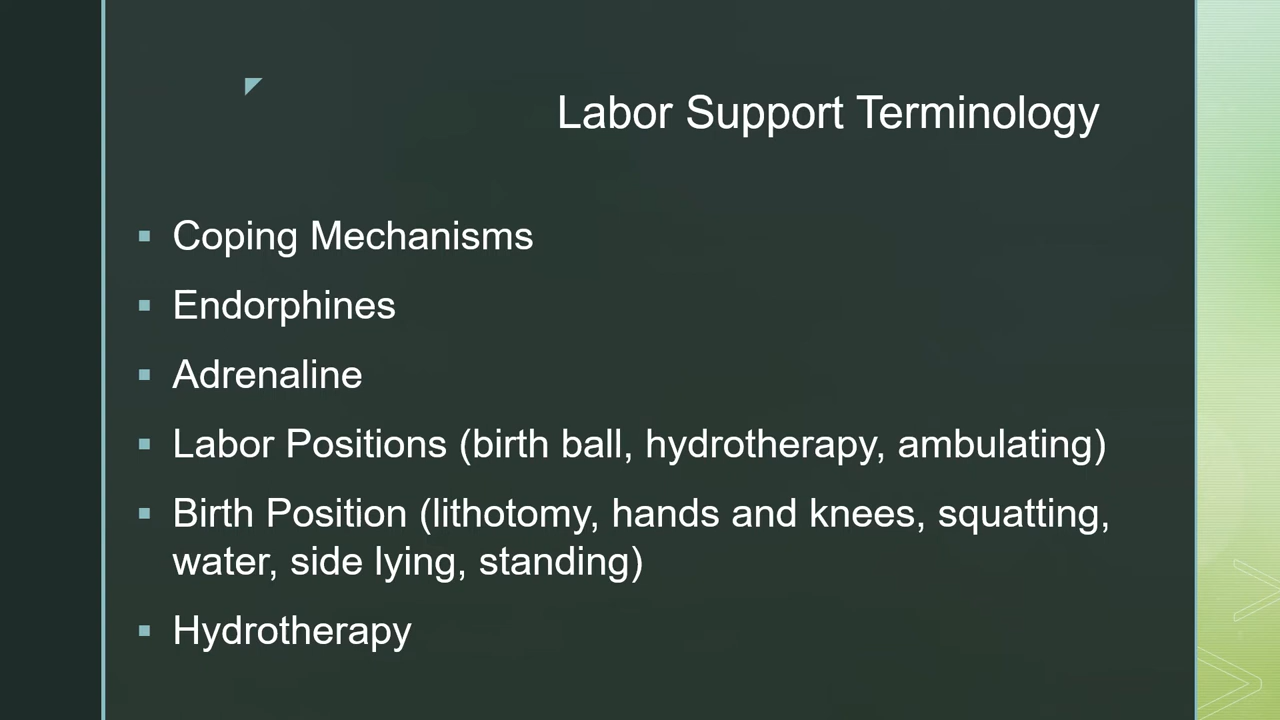 Labor Support Terminology
▪ Coping Mechanisms
▪ Endorphines
▪ Adrenaline
▪ Labor Positions (birth ball, hydrotherapy, ambulating)
▪ Birth Position (lithotomy, hands and knees, squatting,
water, side lying, standing)
▪ Hydrotherapy